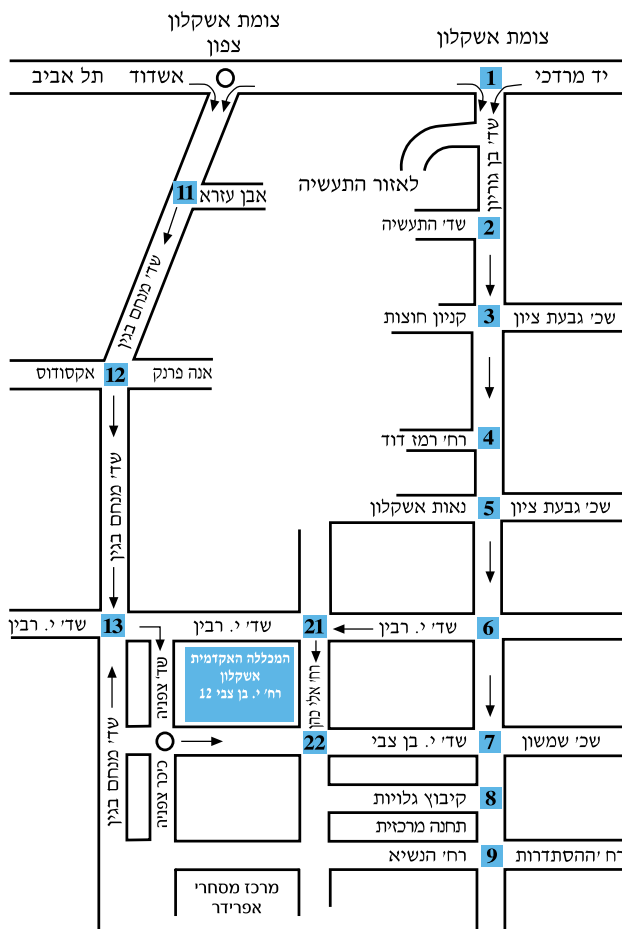 צומת אשקלון
צומת אשקלון
צפון
יד מרדכי
1
אשדוד
תל אביב
שד׳ בן גוריון
לאזור התעשיה
11
אבן עזרא
2
שד׳ התעשיה
שד׳ מנחם בגין
שכ׳ גבעת ציון
3
קניון חוצות
אנה פרנק
12
אקסודוס
4
רח׳ רמז דוד
שד׳ מנחם בגין
שכ׳ גבעת ציון
5
נאות אשקלון
6
שד׳ י. רבין
21
שד׳ י. רבין
13
שד׳ י. רבין
המכללה האקדמית
אשקלון
רח׳ י. בן צבי 12
רח׳ אלי כהן
שד׳ צפניה
שד׳ מנחם בגין
שכ׳ שמשון
7
שד׳ י. בן צבי
22
כיכר צפניה
8
קיבוץ גלויות
תחנה מרכזית
רח׳ ההסתדרות
9
רח׳ הנשיא
מרכז מסחרי
אפרידר